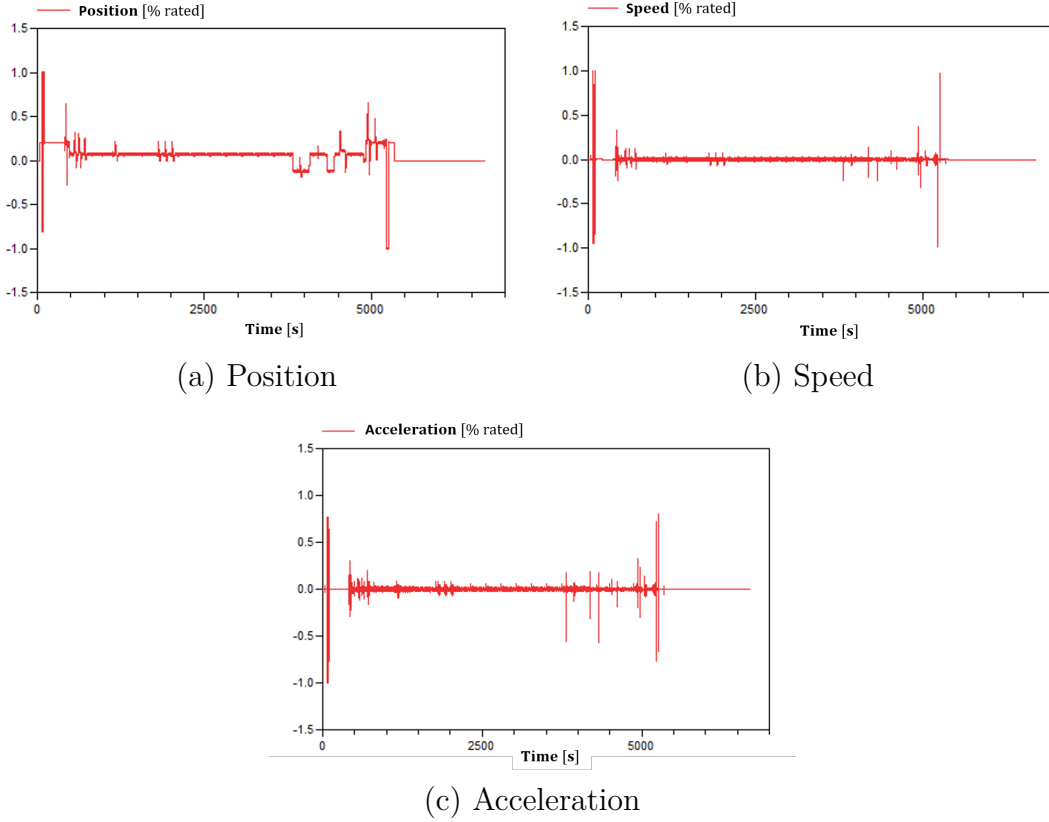 Position [% rated]
1.5
1.0
0.5
0.0
-0.5
-1.0
-1.5
0 2500 5000
Time [s]
(a) Position
Speed [% rated]
1.5
1.0
0.5
0.0
-0.5
-1.0
-1.5
0 2500 5000
Time [s]
(b) Speed
Acceleration [% rated]
1.5
1.0
0.5
0.0
-0.5
-1.0
-1.5
0 2500 5000
Time [s]
(c) Acceleration